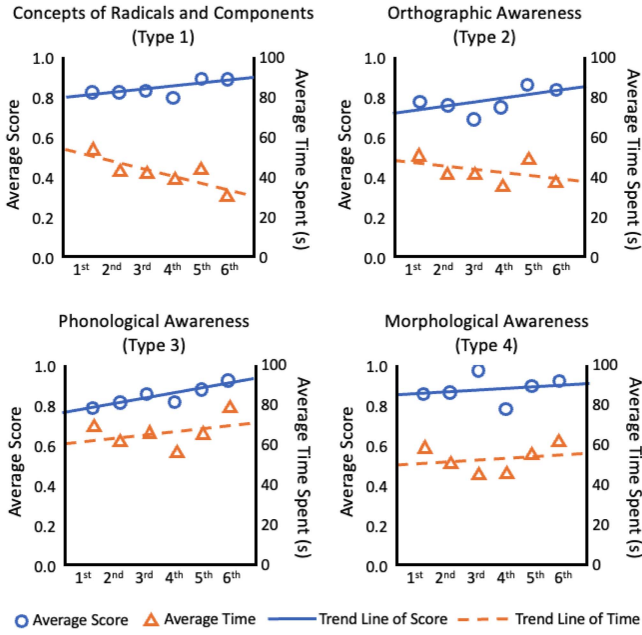 Concepts of Radicals and Components
(Type 1)
1.0
0.8
0.6
0.4
0.2
0.0
Average Score
100
80
60
40
20
0
Average Time Spent (s)
1st 2nd 3rd 4th 5th 6th
Orthographic Awareness
(Type 2)
1.0
0.8
0.6
0.4
0.2
0.0
Average Score
100
80
60
40
20
0
Average Time Spent (s)
1st 2nd 3rd 4th 5th 6th
Phonological Awareness
(Type 3)
1.0
0.8
0.6
0.4
0.2
0.0
Average Score
100
80
60
40
20
0
Average Time Spent (s)
1st 2nd 3rd 4th 5th 6th
Morphological Awareness
(Type 4)
1.0
0.8
0.6
0.4
0.2
0.0
Average Score
100
80
60
40
20
0
Average Time Spent (s)
1st 2nd 3rd 4th 5th 6th
Average Score Average Time Trend Line of Score Trend Line of Time